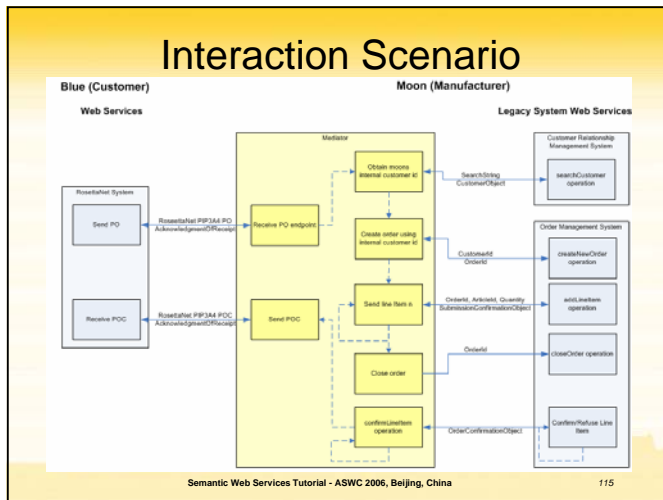 Interaction Scenario
Blue (Customer)
Moon (Manufacturer)
Web Services
Legacy System Web Services
Mediator
Customer Relationship
Management System
Obtain moons
internal customer id
SearchString
CustomerObject
searchCustomer
operation
RosettaNet System
Send PO
RosettaNet PIP3A4 PO
AcknowledgmentOfReceipt
Receive PO endpoint
Order Management System
Create order using
internal customer id
CustomerId
OrderId
createNewOrder
operation
Receive POC
RosettaNet PIP3A4 POC
AcknowledgmentOfReceipt
Send POC
Send line Item n
OrderId, ArticleId, Quantity
SubmissionConfirmationObject
addLineItem
operation
Close order
OrderId
closeOrder operation
confirmLineItem
operation
OrderConfirmationObject
Confirm/Refuse Line
Item
Semantic Web Services Tutorial - ASWC 2006, Beijing, China
115